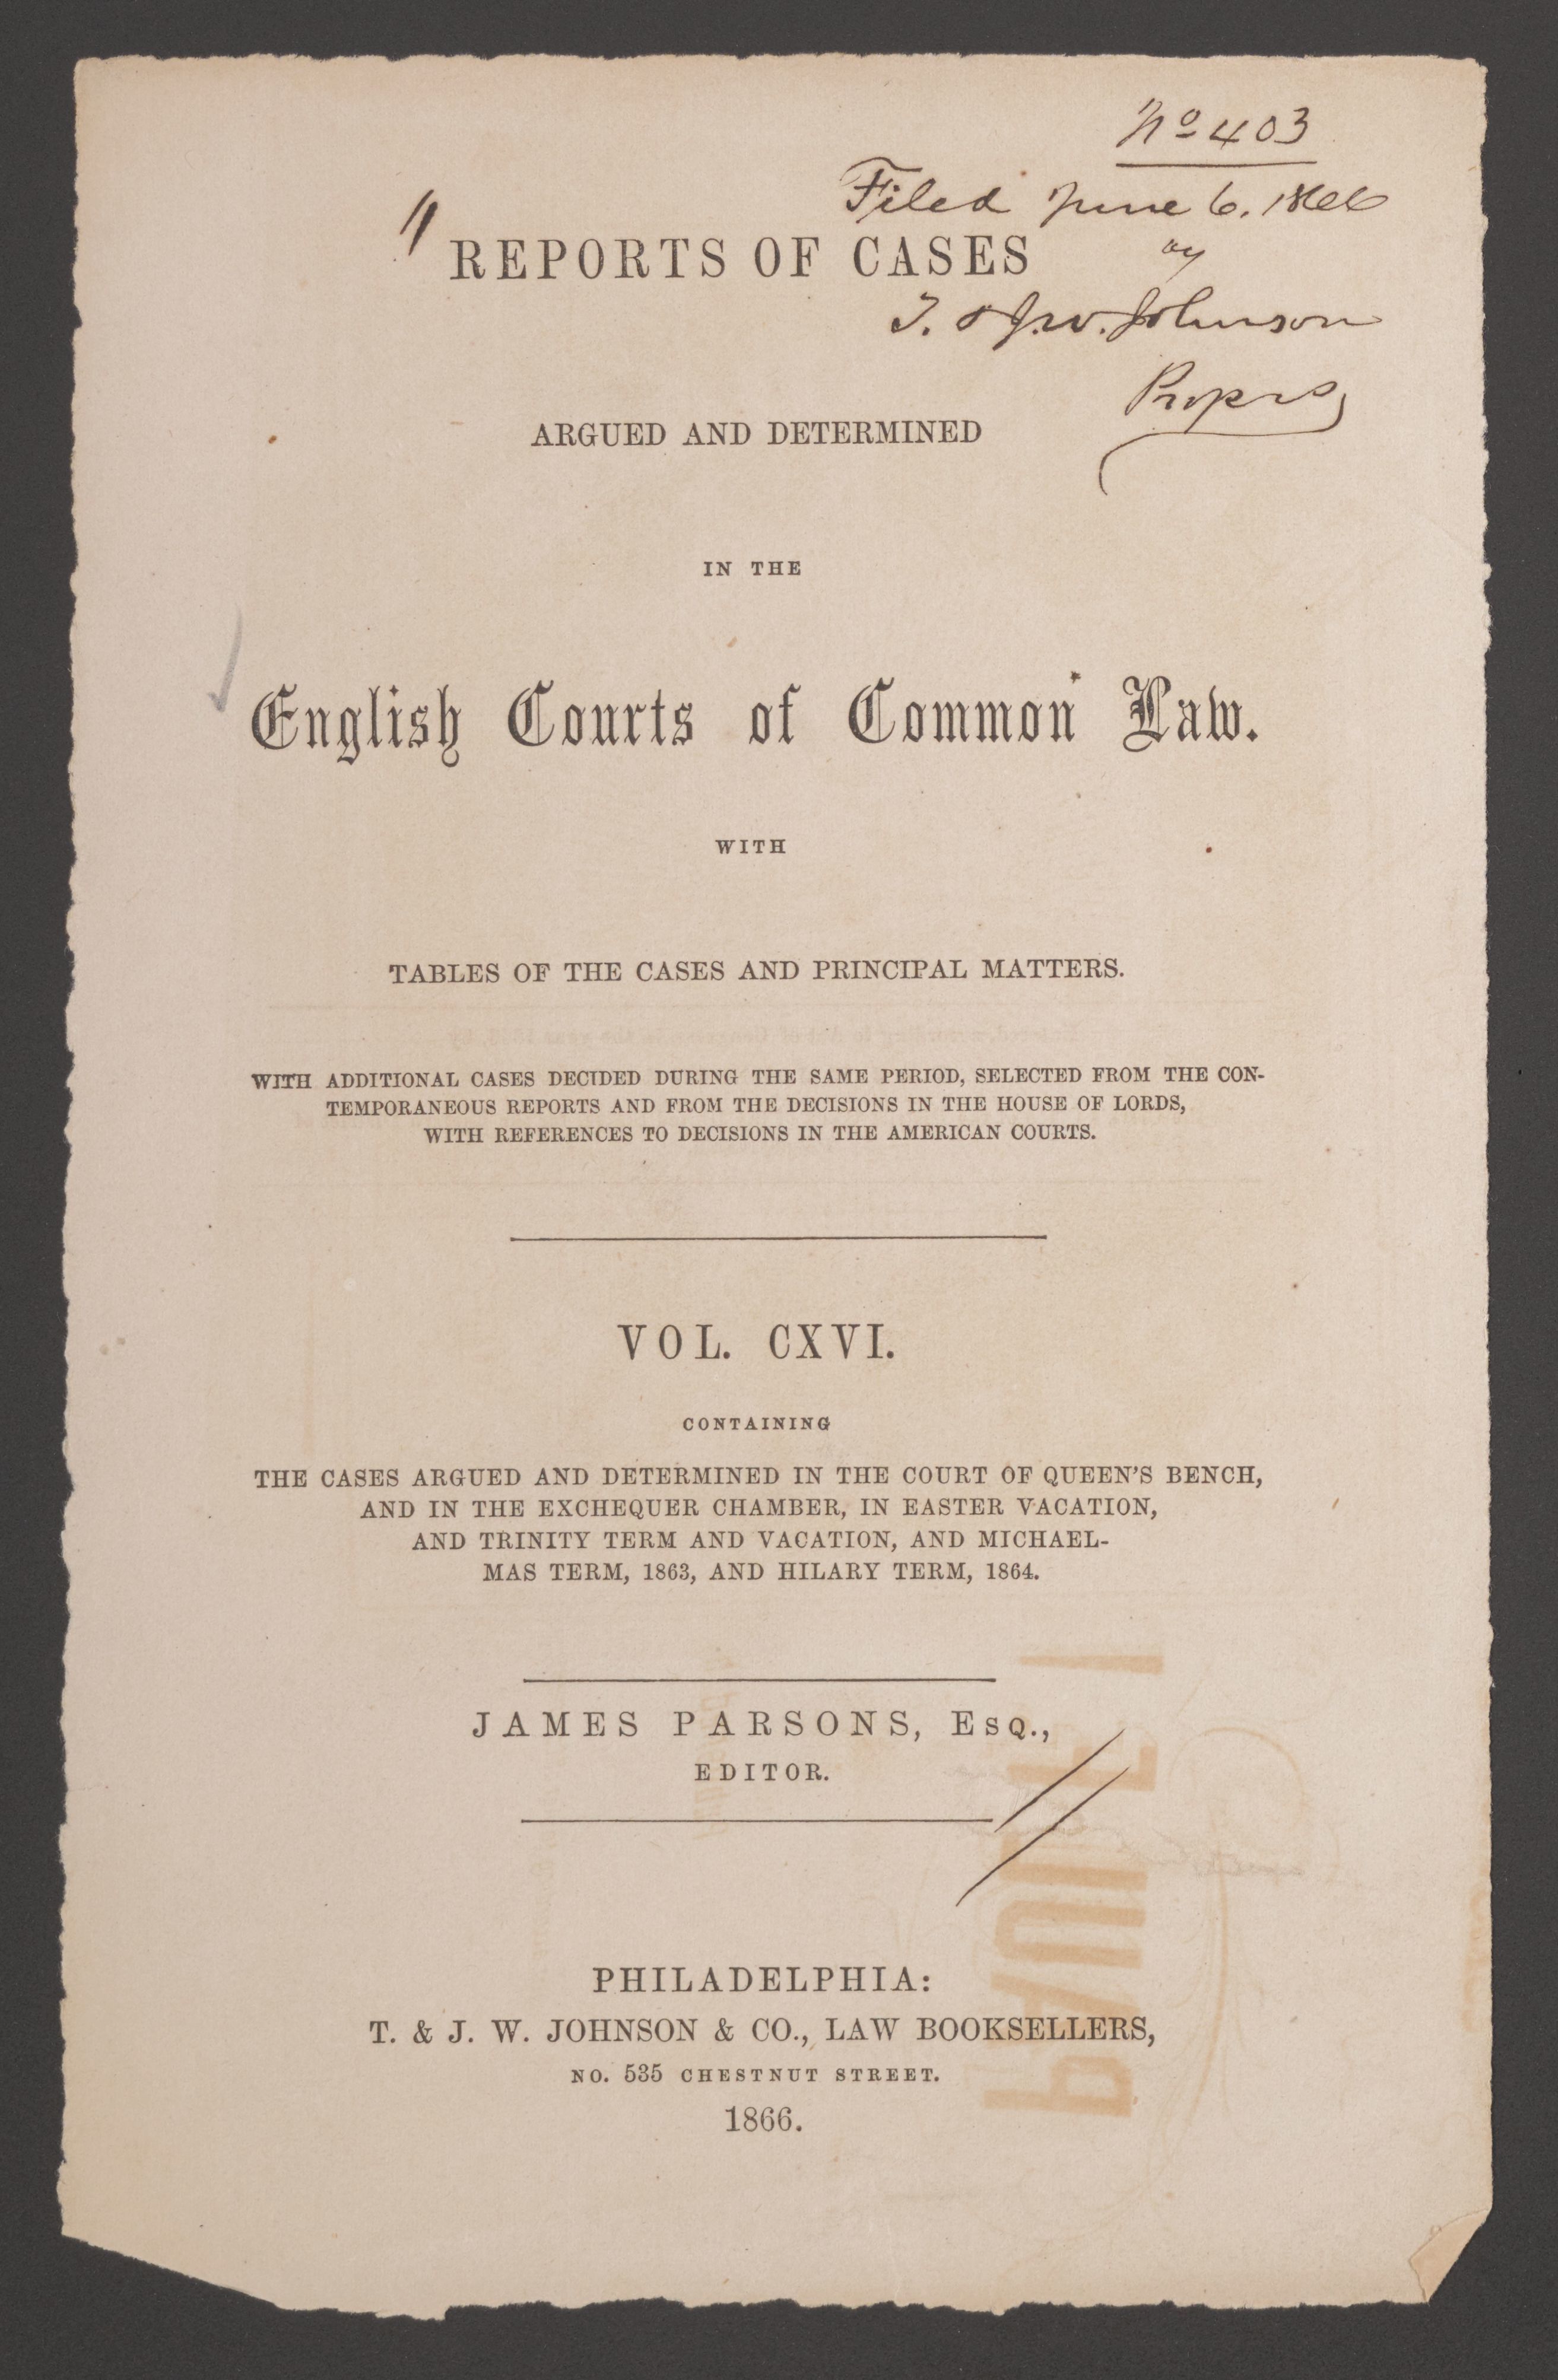 No 403
Filed June 6. 1866
by
T. & J. W. Johnson
Proprs
REPORTS OF CASES
ARGUED AND DETERMINED
IN THE
English Courts of Common Law.
WITH
TABLES OF THE CASES AND PRINCIPAL MATTERS.
WITH ADDITIONAL CASES DECIDED DURING THE SAME PERIOD, SELECTED FROM THE CON-
TEMPORANEOUS REPORTS AND FROM THE DECISIONS IN THE HOUSE OF LORDS,
WITH REFERENCES TO DECISIONS IN THE AMERICAN COURTS.
VOL. CXVI.
CONTAINING
THE CASES ARGUED AND DETERMINED IN THE COURT OF QUEEN'S BENCH,
AND IN THE EXCHEQUER CHAMBER, IN EASTER VACATION,
AND TRINITY TERM AND VACATION, AND MICHAEL-
MAS TERM, 1863, AND HILARY TERM, 1864.
JAMES PARSONS, ESQ.,
EDITOR.
PHILADELPHIA:
T. & J. W. JOHNSON & CO., LAW BOOKSELLERS,
NO. 535 CHESTNUT STREET.
1866.